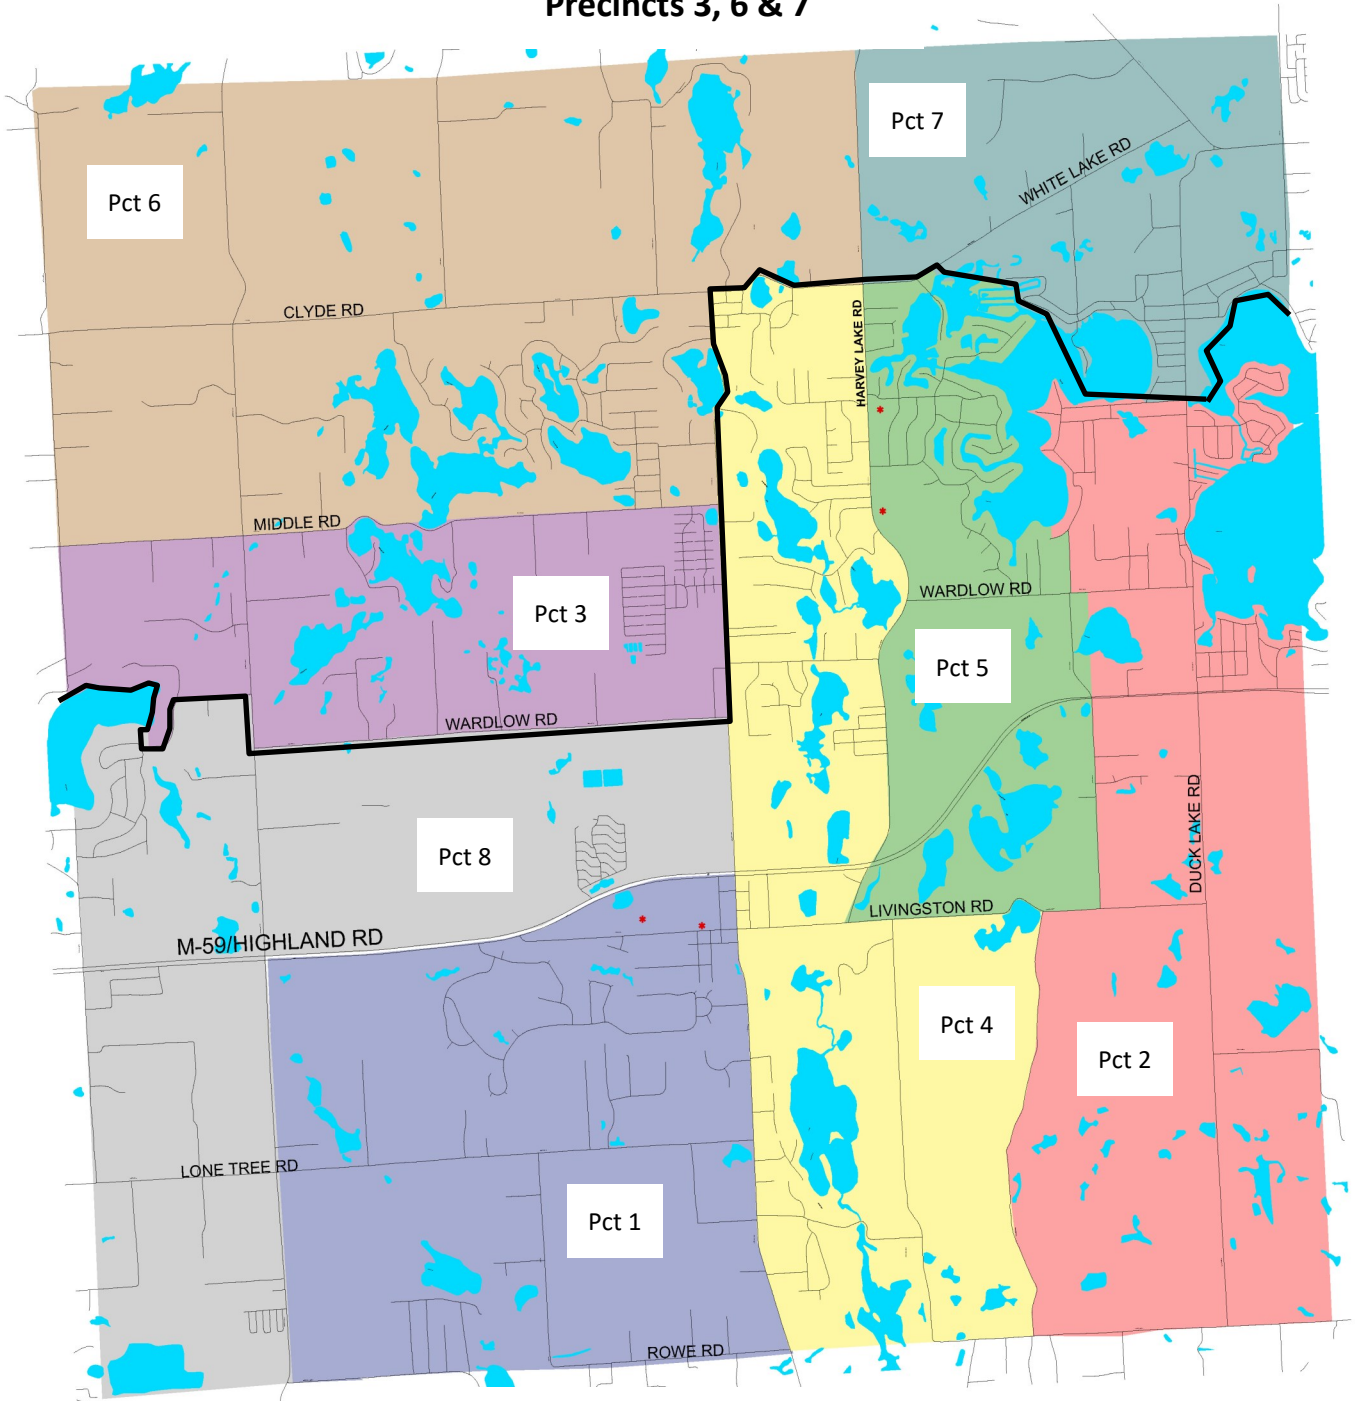 Precincts 3, 6 & 7
Pct 7
WHITE LAKE RD
Pct 6
CLYDE RD
HARVEY LAKE RD
MIDDLE RD
WARDLOW RD
Pct 3
Pct 5
WARDLOW RD
DUCK LAKE RD
Pct 8
LIVINGSTON RD
M-59/HIGHLAND RD
Pct 4
Pct 2
LONE TREE RD
Pct 1
ROWE RD